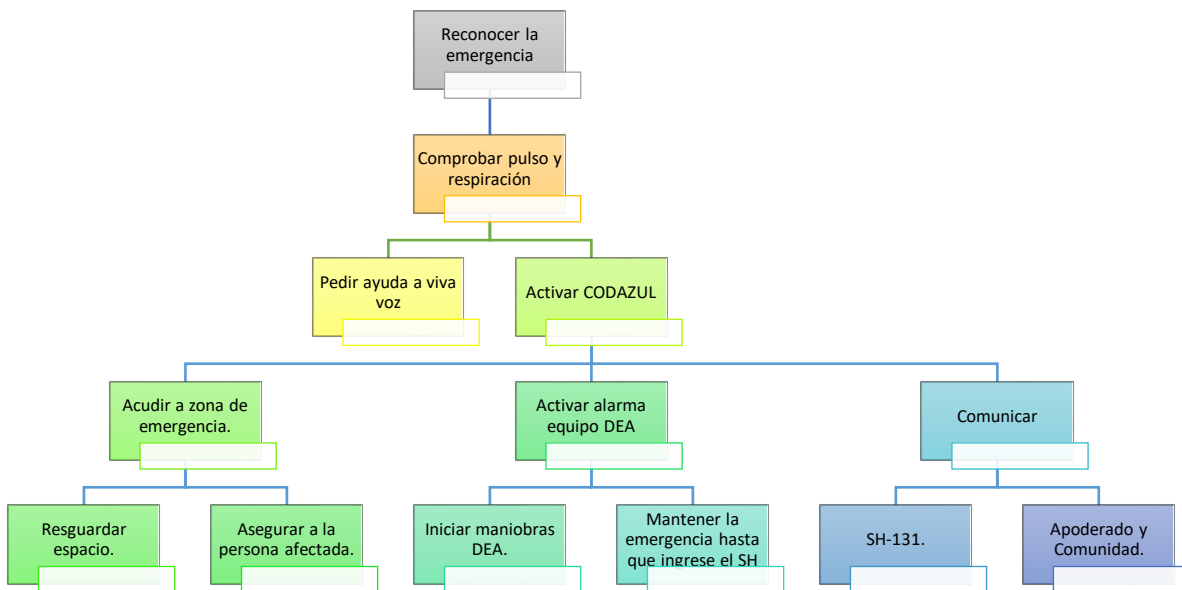 Reconocer la
emergencia
Comprobar pulso y
respiración
Pedir ayuda a viva
voz
Activar CODAZUL
Acudir a zona de
emergencia.
Activar alarma
equipo DEA
Comunicar
Resguardar
espacio.
Asegurar a la
persona afectada.
Iniciar maniobras
DEA.
Mantener la
emergencia hasta
que ingrese el SH
SH-131.
Apoderado y
Comunidad.